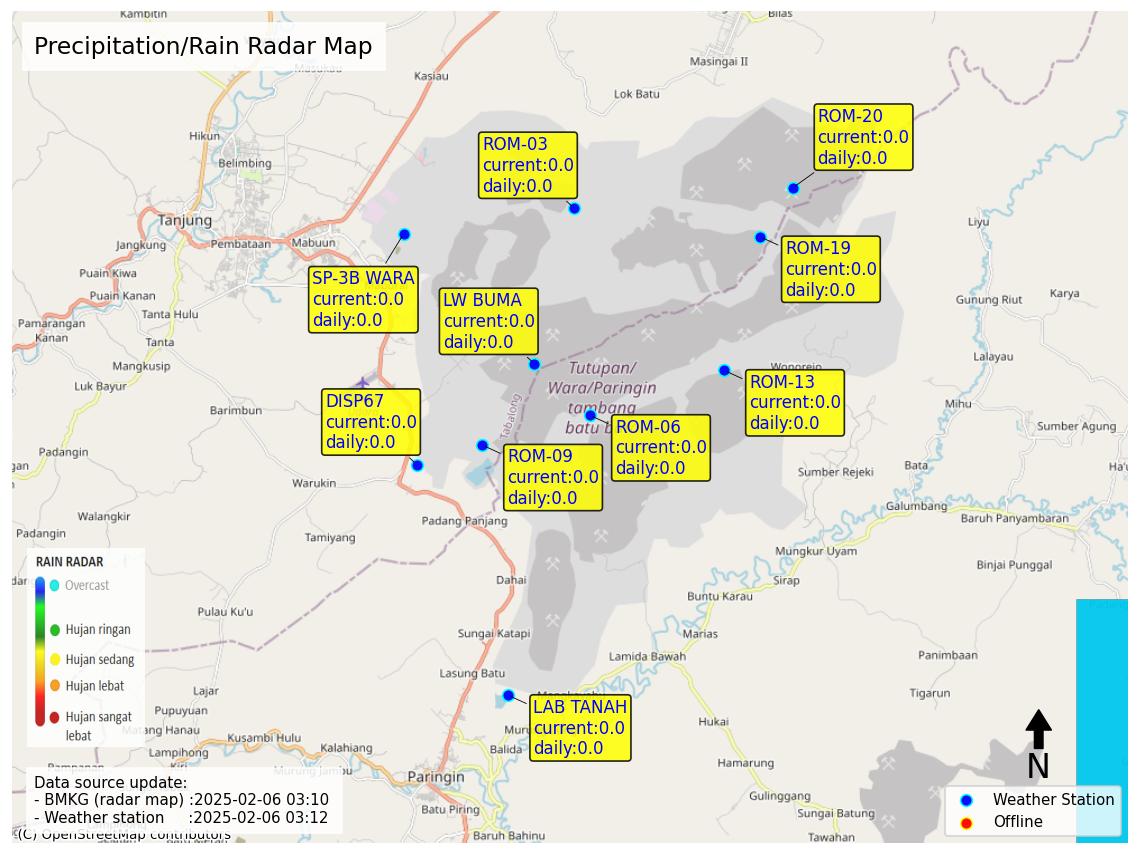 Kambitin
Bilas
Precipitation/Rain Radar Map
Masukau
Kasiau
Masingai II
Lok Batu
Hikun
Belimbing
ROM-03
current:0.0
daily:0.0
ROM-20
current:0.0
daily:0.0
Tanjung
Jangkung
Pembataan
Mabuun
Liyu
Puain Kiwa
Puain Kanan
Tanta Hulu
SP-3B WARA
current:0.0
daily:0.0
LW BUMA
current:0.0
daily:0.0
ROM-19
current:0.0
daily:0.0
Gunung Riut
Karya
Pamarangan
Kanan
Tanta
Mangkusip
Luk Bayur
Lalayau
Wonorejo
Tutupan/
Wara/Paringin
tambang
batu b
Tabalong
ROM-13
current:0.0
daily:0.0
Mihu
Barimbun
DISP67
current:0.0
daily:0.0
ROM-06
current:0.0
daily:0.0
Sumber Agung
Padangin
ROM-09
current:0.0
daily:0.0
Bata
Ha
gan
Sumber Rejeki
Warukin
Galumbang
Baruh Panyambaran
Walangkir
Padang Panjang
Padangin
Tamiyang
Mungkur Uyam
Binjai Punggal
Dahai
Sirap
Buntu Karau
Pulau Ku'u
RAIN RADAR
Overcast
Hujan ringan
Hujan sedang
Hujan lebat
Hujan sangat
lebat
Sungai Katapi
Marias
Lamida Bawah
Panimbaan
Lasung Batu
Tigarun
Lajar
Pupuyuan
LAB TANAH
current:0.0
daily:0.0
Hukai
Matang Hanau
Kusambi Hulu
Kalahiang
Lampihong
Balida
Hamarung
Murung Jambu
Paringin
N
Data source update:
- BMKG (radar map) :2025-02-06 03:10
- Weather station :2025-02-06 03:12
Batu Piring
Gulinggang
Sungai Batung
Weather Station
Offline
Baruh Bahinu
Tawahan
(C) OpenStreetMap contributors